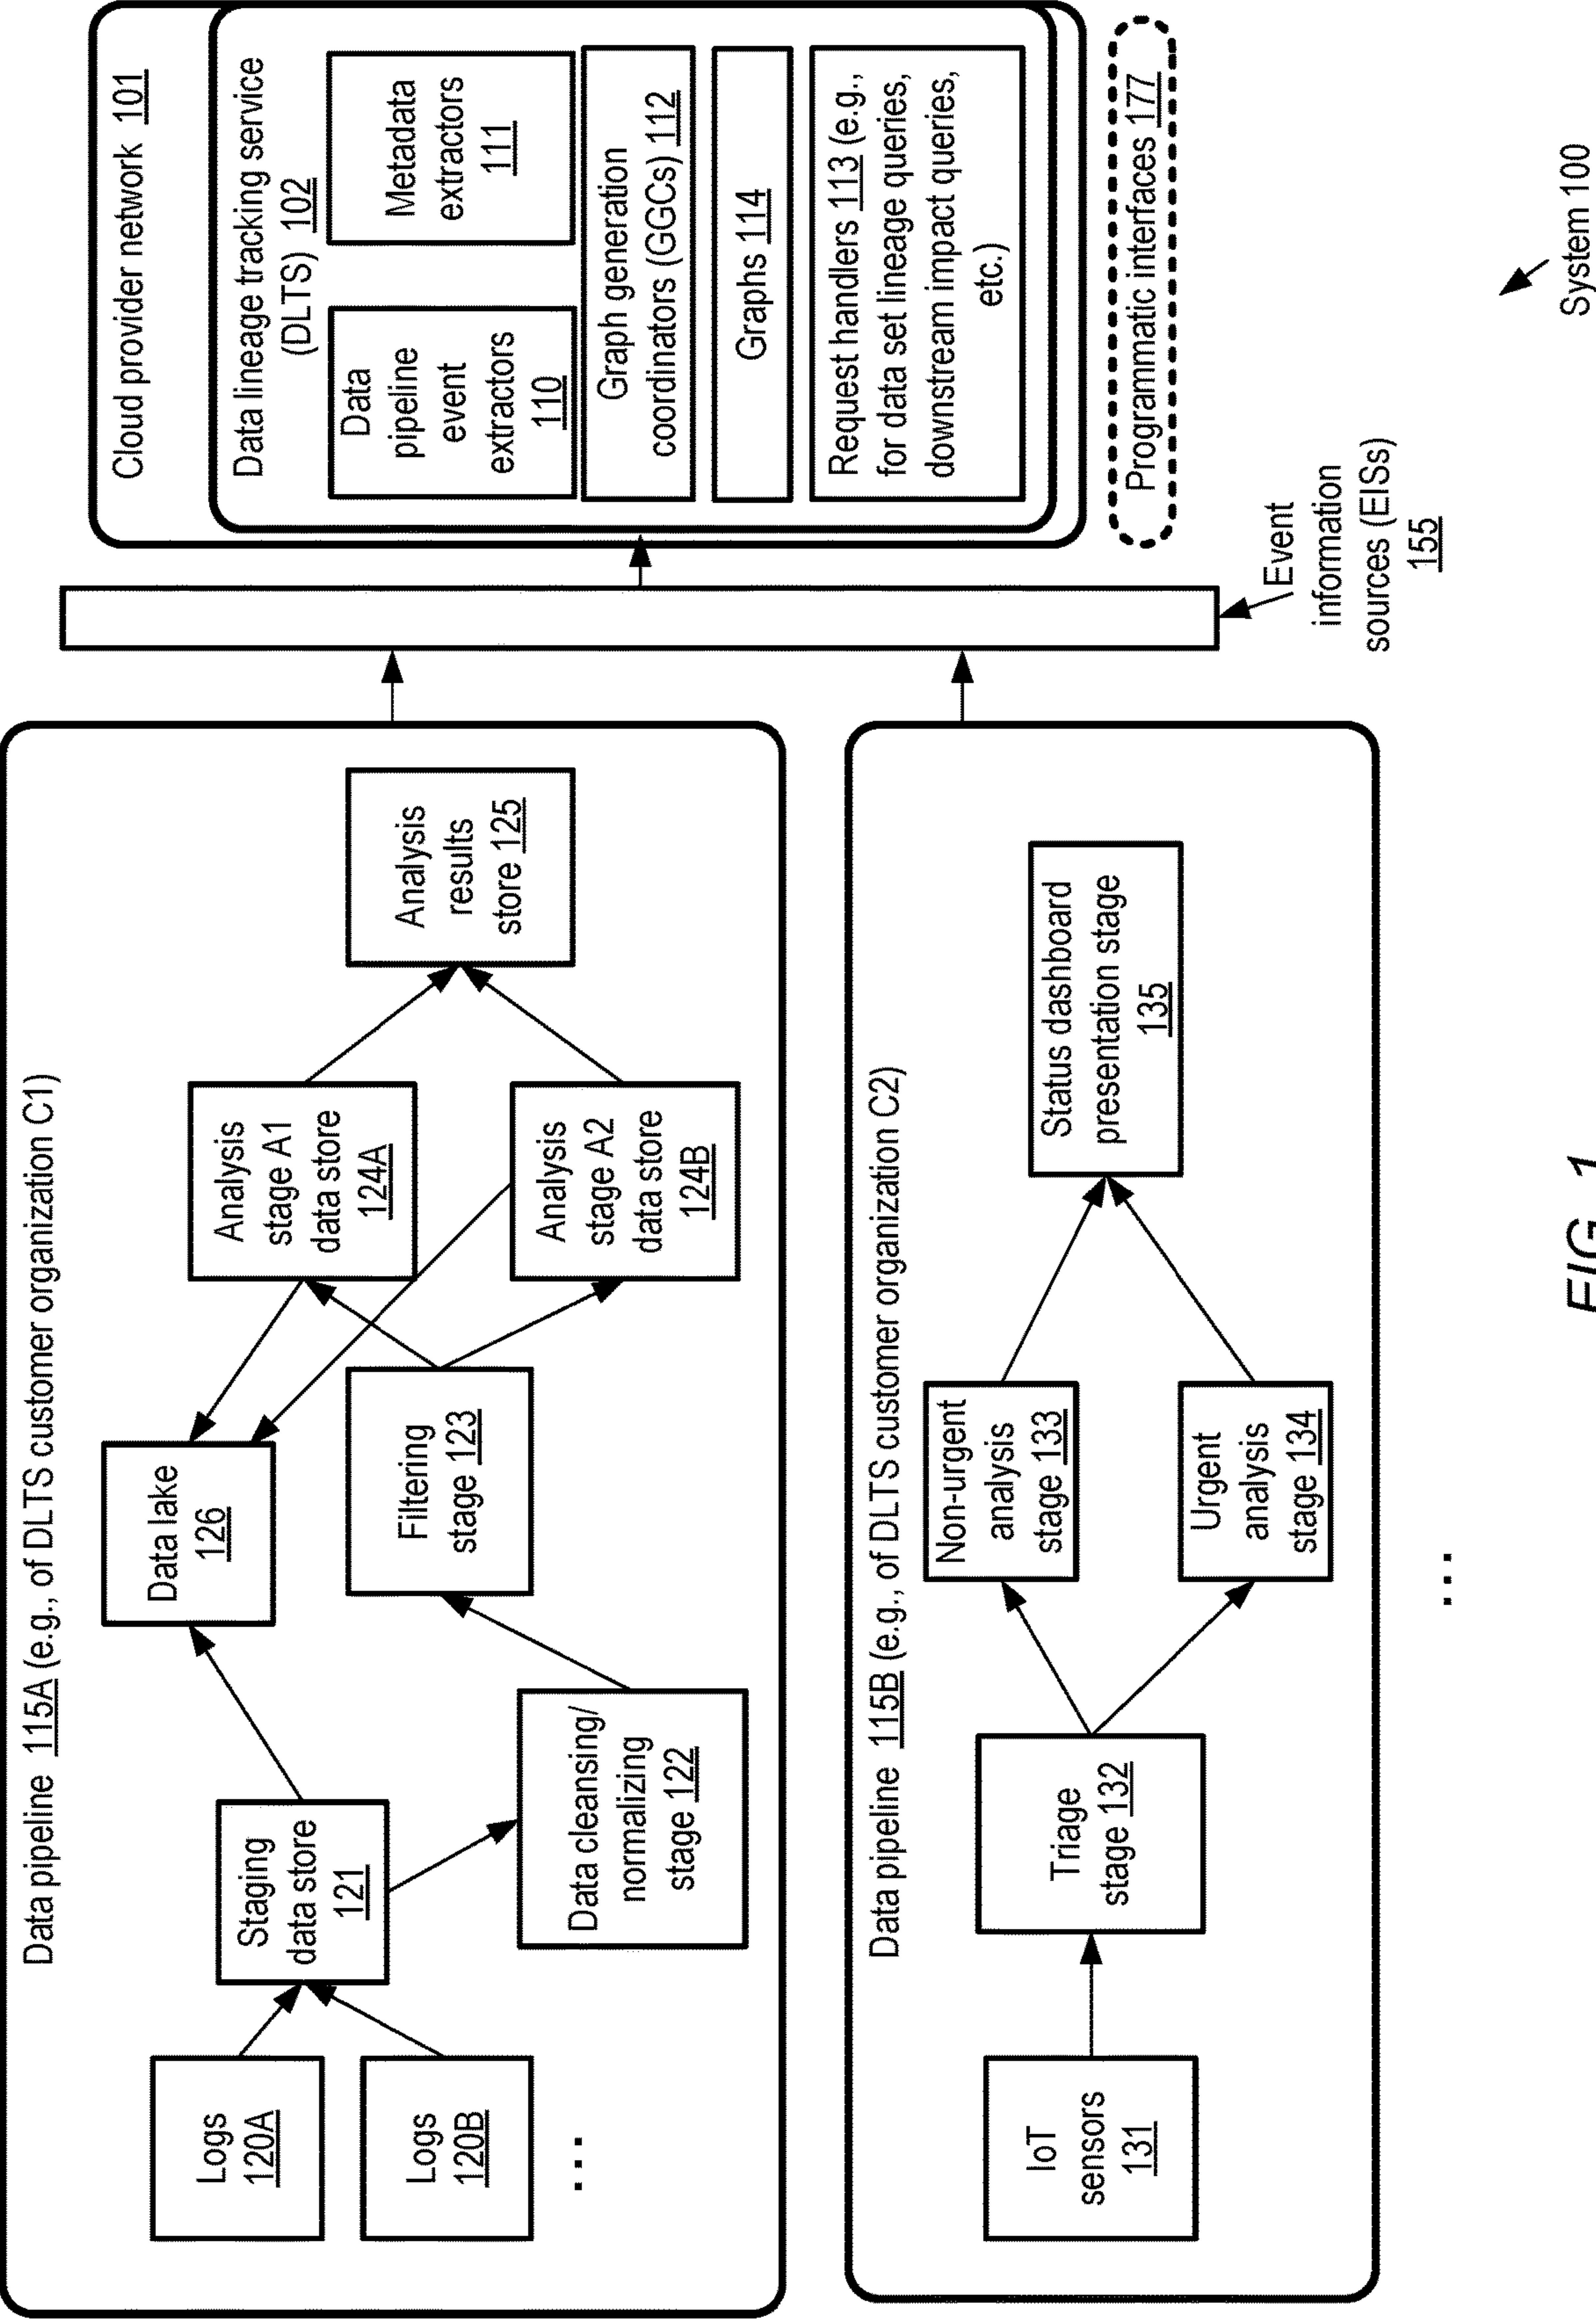 Data pipeline 115A (e.g., of DLTS customer organization C1)
Logs
120A
Logs
120B
...
Staging
data store
121
Data lake
126
Data cleansing/
normalizing
stage 122
Filtering
stage 123
Analysis
stage A1
data store
124A
Analysis
stage A2
data store
124B
Analysis
results
store 125
Data pipeline 115B (e.g., of DLTS customer organization C2)
IoT
sensors
131
Triage
stage 132
Non-urgent
analysis
stage 133
Urgent
analysis
stage 134
Status dashboard
presentation stage
135
...
Event
information
sources (EISs)
155
Cloud provider network 101
Data lineage tracking service
(DLTS) 102
Data
pipeline
event
extractors
110
Metadata
extractors
111
Graph generation
coordinators (GGCs) 112
Graphs 114
Request handlers 113 (e.g.,
for data set lineage queries,
downstream impact queries,
etc.)
Programmatic interfaces 177
System 100
FIG. 1